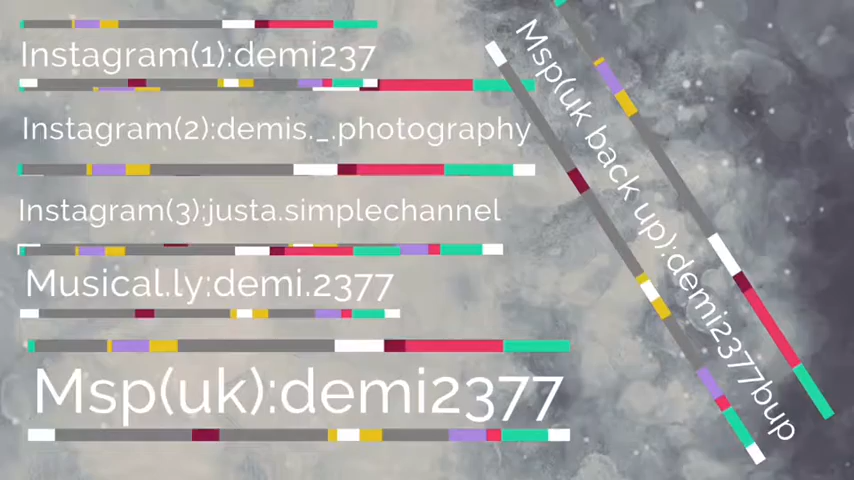 Instagram(1):demi237
Instagram(2):demis._.photography
Instagram(3):justa.simplechannel
Musical.ly:demi.2377
Msp(uk):demi2377
Msp(uk back up):demi2377bup